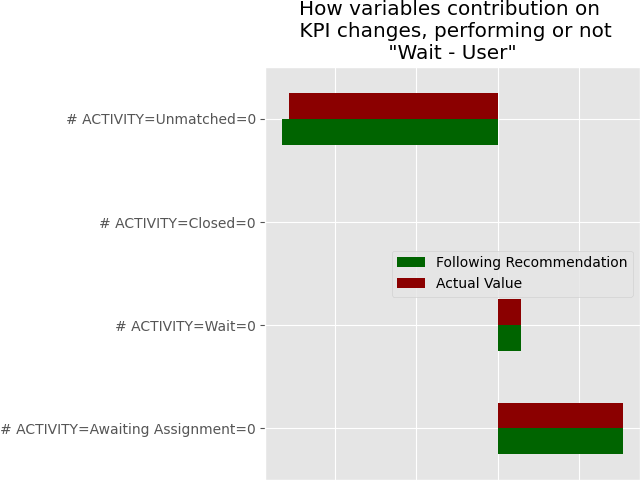 How variables contribution on
KPI changes, performing or not
"Wait - User"
# ACTIVITY=Unmatched=0
# ACTIVITY=Closed=0
Following Recommendation
Actual Value
# ACTIVITY=Wait=0
# ACTIVITY=Awaiting Assignment=0